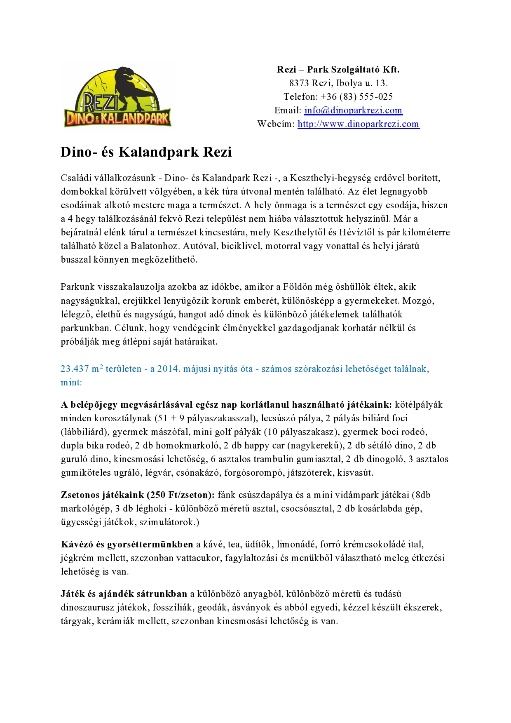 REZI
DINO & KALANDPARK
Rezi – Park Szolgáltató Kft.
8373 Rezi, Ibolya u. 13.
Telefon: +36 (83) 555-025
Email: info@dinoparkrezi.com
Webcím: http://www.dinoparkrezi.com
Dino- és Kalandpark Rezi
Családi vállalkozásunk - Dino- és Kalandpark Rezi -, a Keszthelyi-hegység erdővel borított,
dombokkal körülvett völgyében, a kék túra útvonal mentén található. Az élet legnagyobb
csodáinak alkotó mestere maga a természet. A hely önmaga is a természet egy csodája, hiszen
a 4 hegy találkozásánál fekvő Rezi települést nem hiába választottuk helyszínül. Már a
bejáratnál elénk tárul a természet kincsestára, mely Keszthelytől és Hévíztől is pár kilométerre
található közel a Balatonhoz. Autóval, biciklivel, motorral vagy vonattal és helyi járatú
busszal könnyen megközelíthető.
Parkunk visszakalauzolja azokba az időkbe, amikor a Földön még őshüllők éltek, akik
nagyságukkal, erejükkel lenyűgözik korunk emberét, különösképp a gyermekeket. Mozgó,
lélegző, élethű és nagyságú, hangot adó dinok és különböző játékelemek találhatók
parkunkban. Célunk, hogy vendégeink élményekkel gazdagodjanak korhatár nélkül és
próbálják meg átlépni saját határaikat.
23.437 m² területen - a 2014. májusi nyitás óta - számos szórakozási lehetőséget találnak,
mint:
A belépőjegy megvásárlásával egész nap korlátlanul használható játékaink: kötélpályák
minden korosztálynak (51 + 9 pályaszakasszal), lecsúszó pálya, 2 pályás biliárd foci
(lábbiliárd), gyermek mászófal, mini golf pályák (10 pályaszakasz), gyermek boci rodeó,
dupla bika rodeó, 2 db homokmarkoló, 2 db happy car (nagykerekű), 2 db sétáló dino, 2 db
guruló dino, kincsmosási lehetőség, 6 asztalos trambulin gumiasztal, 2 db dinogoló, 3 asztalos
gumiköteles ugráló, légvár, csónakázó, forgósorompó, játszóterek, kisvasút.
Zsetonos játékaink (250 Ft/zseton): fánk csúszdapálya és a mini vidámpark játékai (8db
markológép, 3 db léghoki - különböző méretű asztal, csocsóasztal, 2 db kosárlabda gép,
ügyességi játékok, szimulátorok.)
Kávézó és gyorséttermünkben a kávé, tea, üdítők, limonádé, forró krémcsokoládé ital,
jégkrém mellett, szezonban vattacukor, fagylaltozási és menükből választható meleg étkezési
lehetőség is van.
Játék és ajándék sátrunkban a különböző anyagból, különböző méretű és tudású
dinoszaurusz játékok, fosszíliák, geodák, ásványok és abból egyedi, kézzel készült ékszerek,
tárgyak, kerámiák mellett, szezonban kincsmosási lehetőség is van.